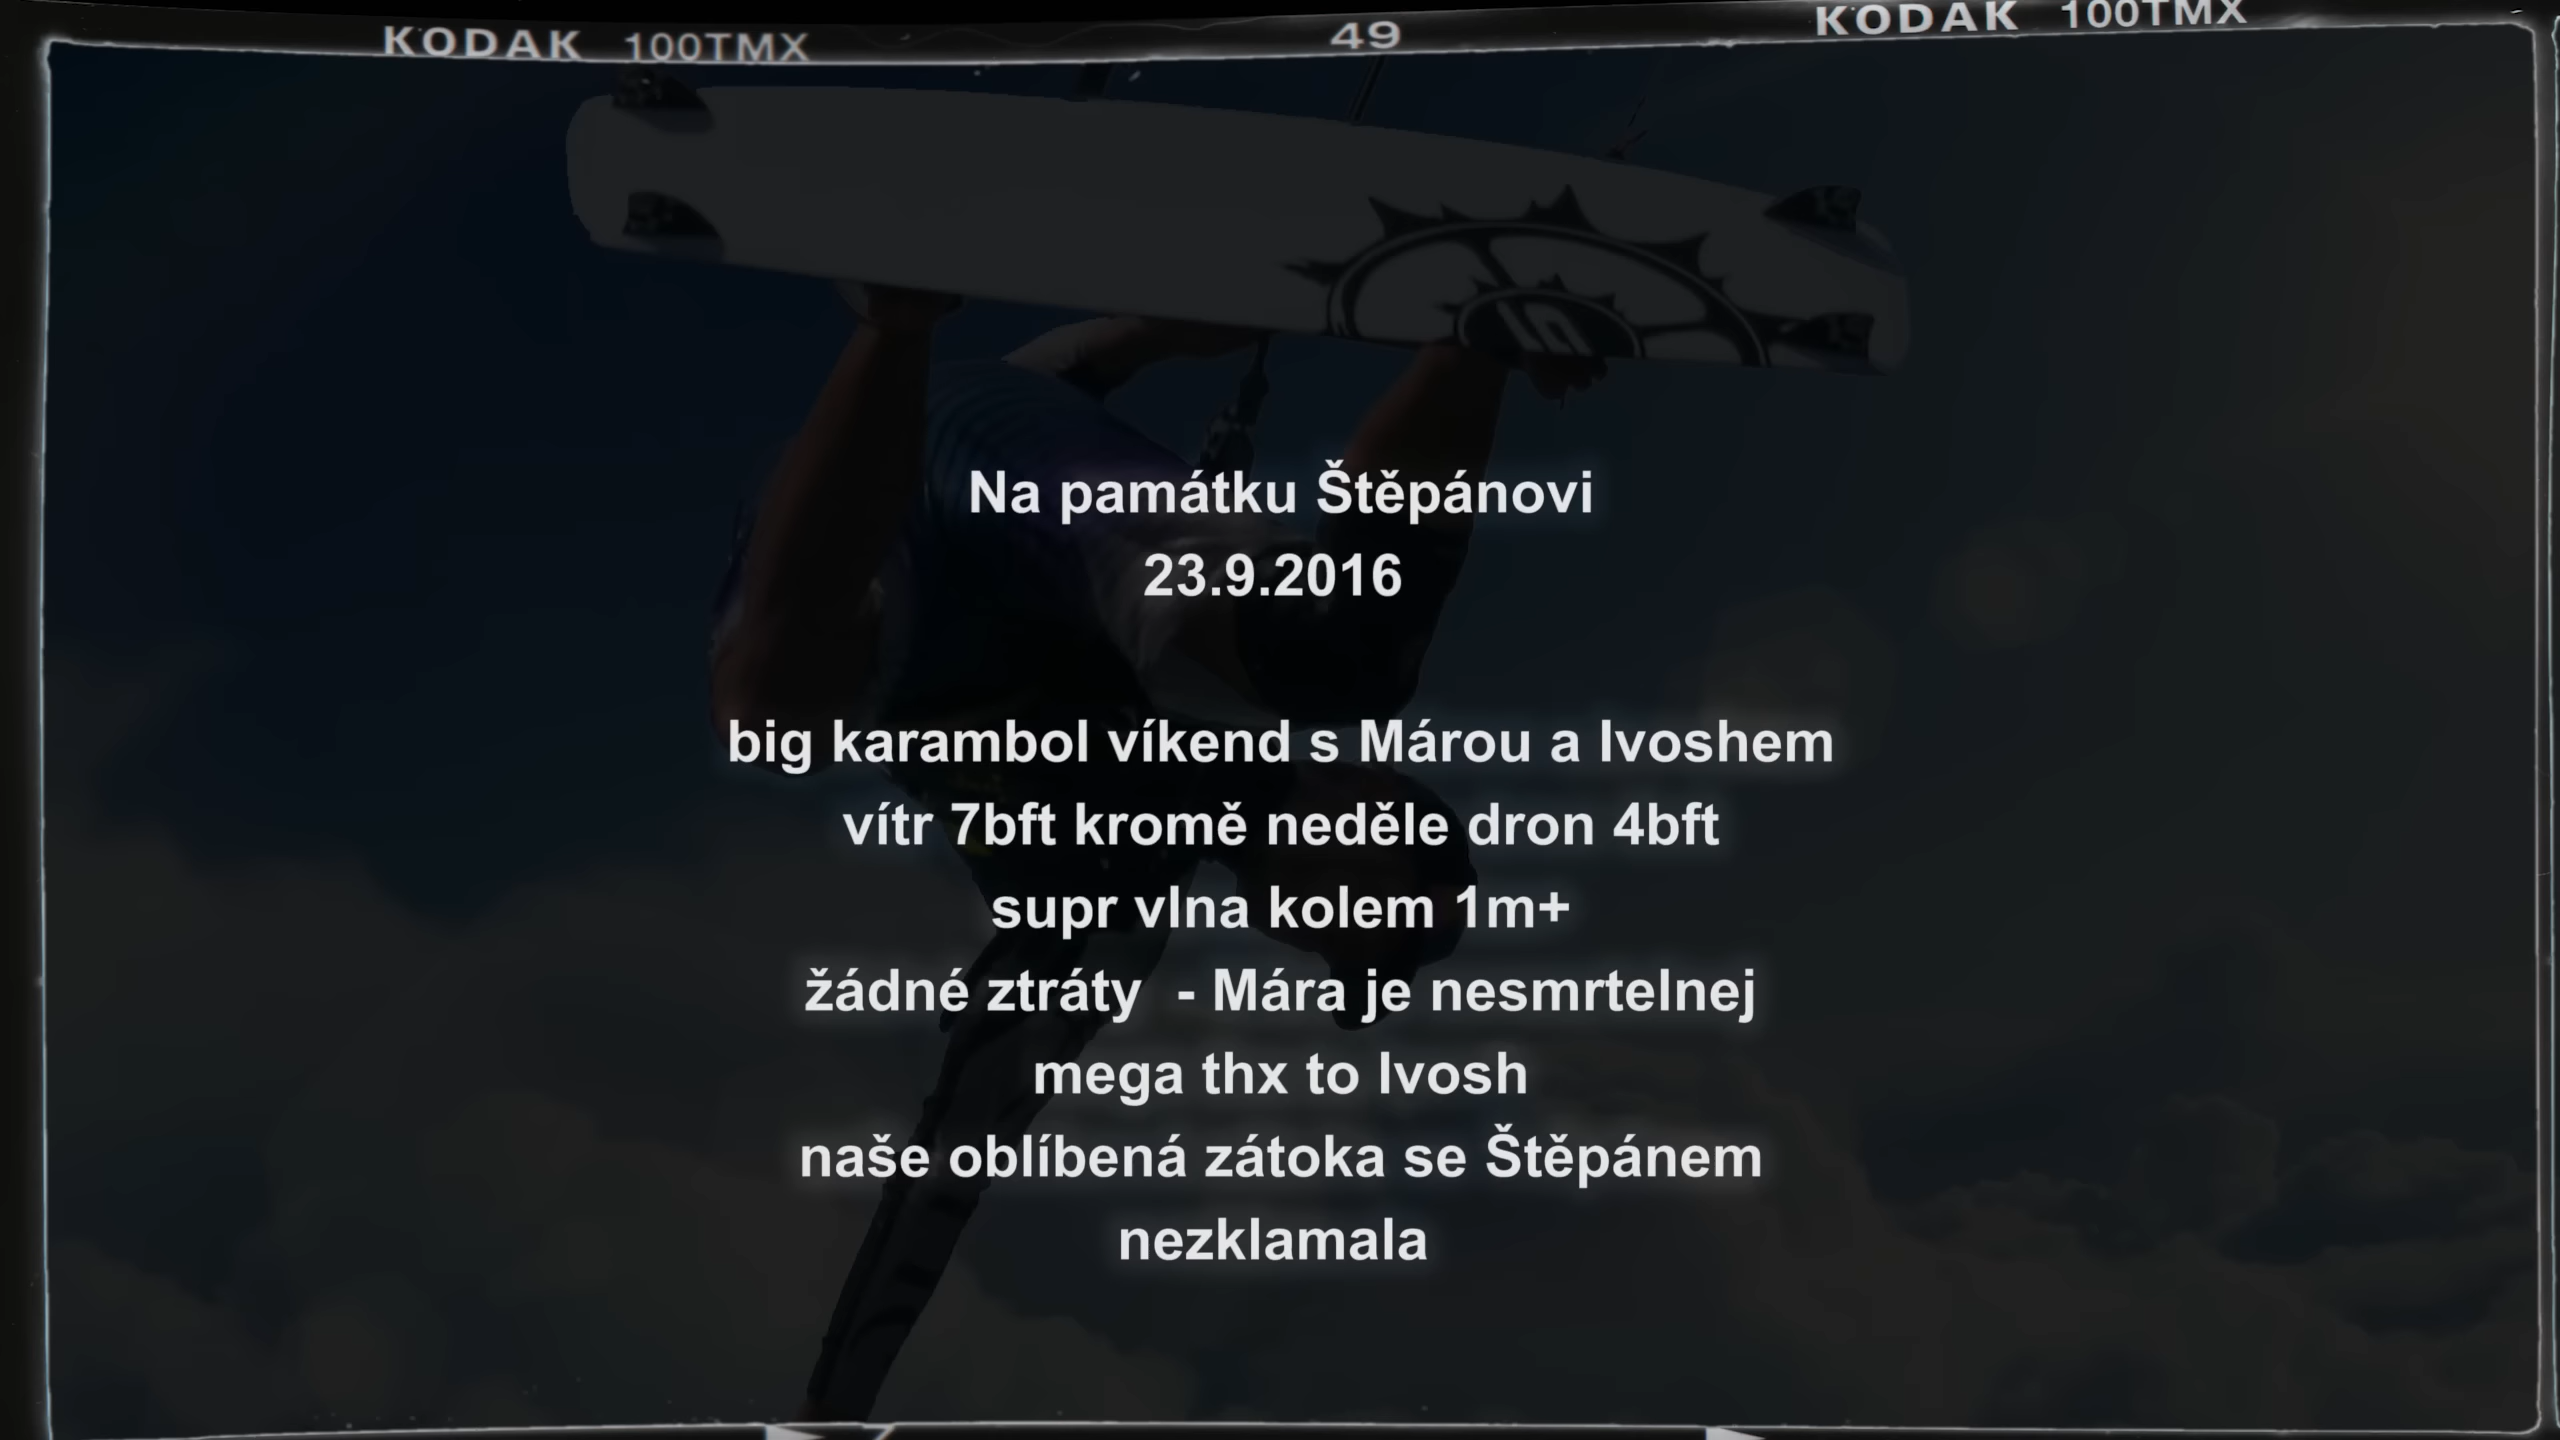 KODAK 100TMX 49 KODAK 100TMX
Na památku Štěpánovi
23.9.2016
big karambol víkend s Márou a Ivoshem
vítr 7bft kromě neděle dron 4bft
supr vlna kolem 1m+
žádné ztráty - Mára je nesmrtelnej
mega thx to Ivosh
naše oblíbená zátoka se Štěpánem
nezklamala